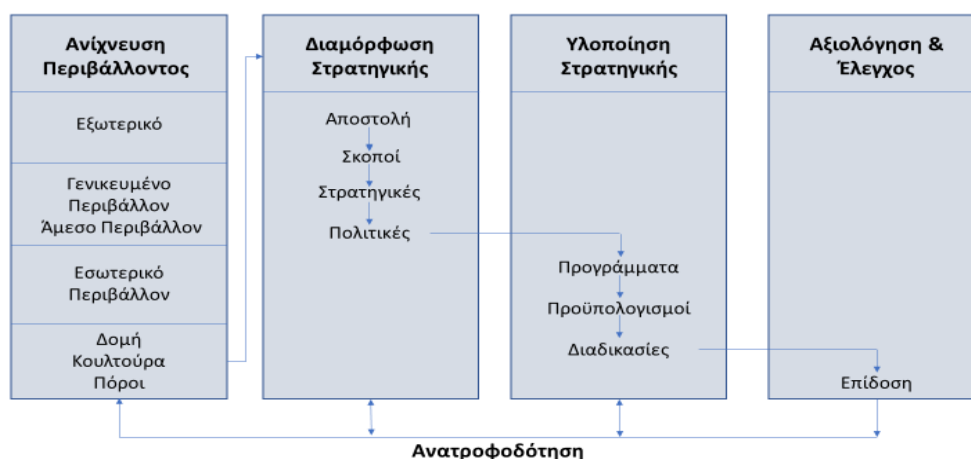 Ανίχνευση
Περιβάλλοντος
Εξωτερικό
Γενικευμένο
Περιβάλλον
Άμεσο Περιβάλλον
Εσωτερικό
Περιβάλλον
Δομή
Κουλτούρα
Πόροι
Διαμόρφωση
Στρατηγικής
Αποστολή
Σκοποί
Στρατηγικές
Πολιτικές
Υλοποίηση
Στρατηγικής
Προγράμματα
Προϋπολογισμοί
Διαδικασίες
Αξιολόγηση &
Έλεγχος
Επίδοση
Ανατροφοδότηση